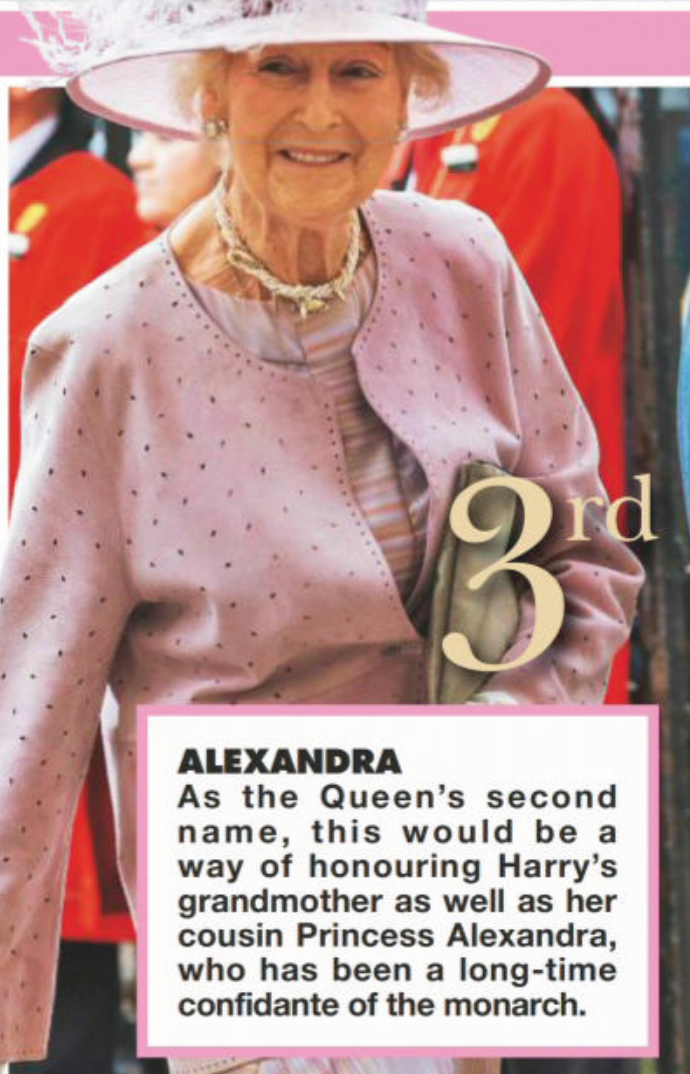 3rd
ALEXANDRA
As the Queen's second
name, this would be a
way of honouring Harry's
grandmother as well as her
cousin Princess Alexandra,
who has been a long-time
confidante of the monarch.